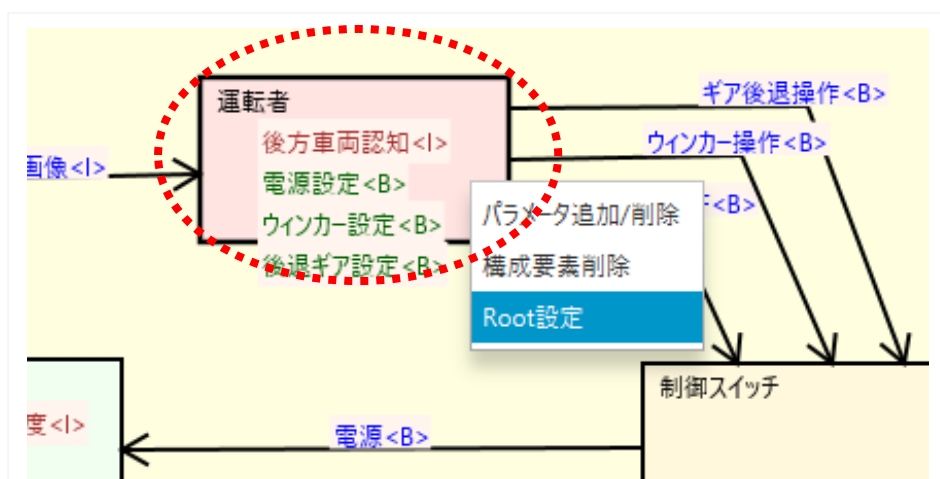 運転者
後方車両認知<I>
電源設定<B>
ウィンカー設定<B>
後退ギア設定<B>
画像<I>
ギア後退操作<B>
ウィンカー操作<B>
<B>
パラメータ追加/削除
構成要素削除
Root設定
制御スイッチ
度<I>
電源<B>